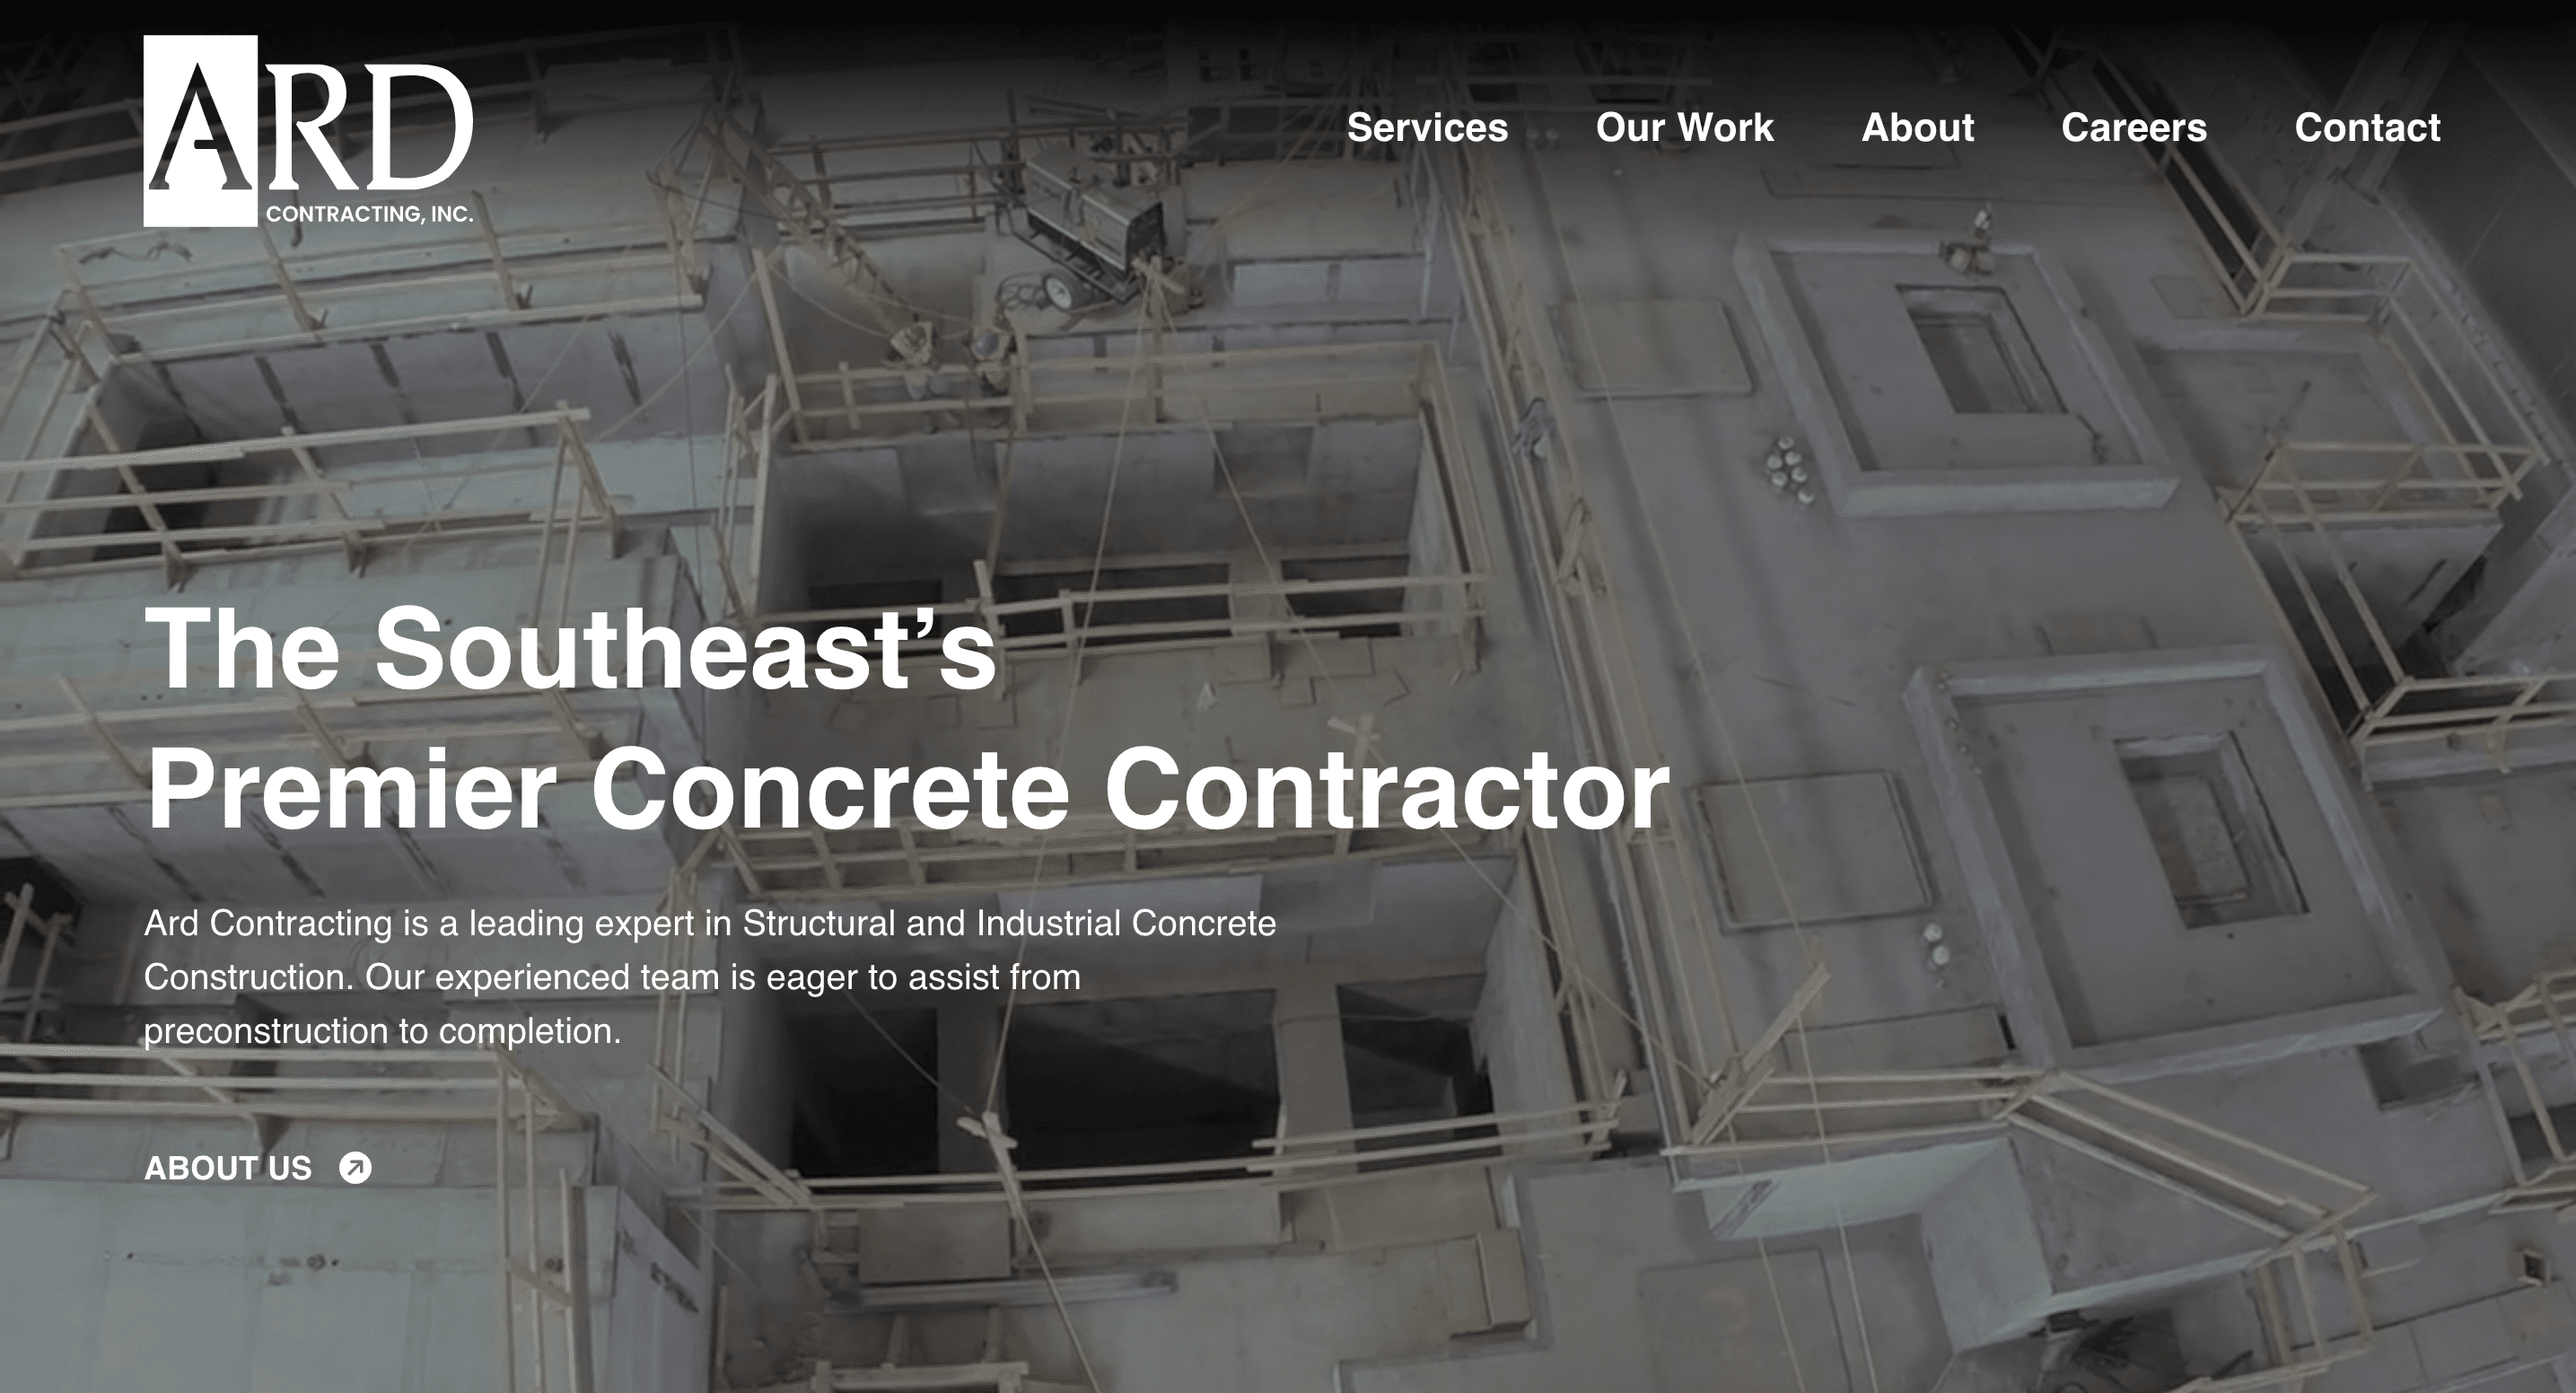 ARD
CONTRACTING, INC.
Services Our Work About Careers Contact
The Southeast’s
Premier Concrete Contractor
Ard Contracting is a leading expert in Structural and Industrial Concrete
Construction. Our experienced team is eager to assist from
preconstruction to completion.
ABOUT US